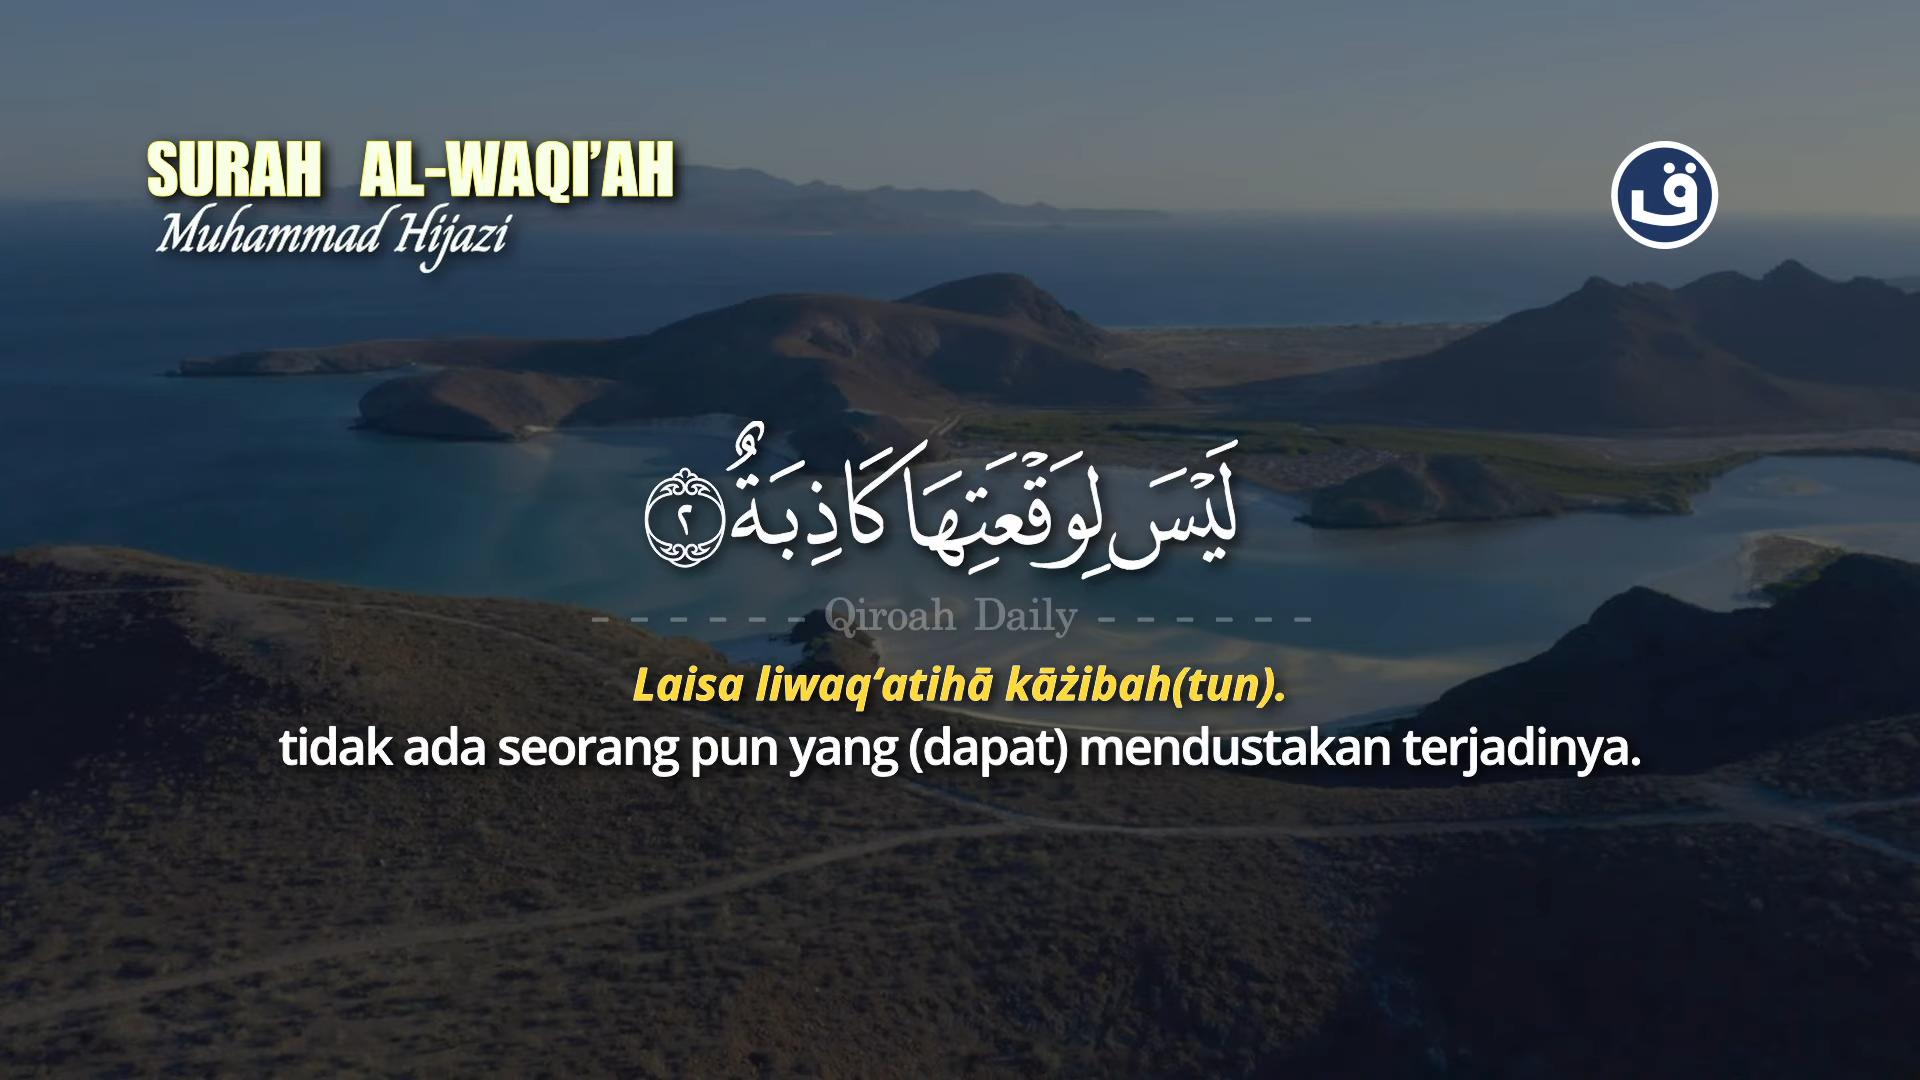 SURAH AL-WAQI’AH
Muhammad Hijazi
ق
لَيْسَ لِوَقْعَتِهَا كَاذِبَةٌ ۝٢
- - - - - - Qiroah Daily - - - - - -
Laisa liwaq‘atihā kāżibah(tun).
tidak ada seorang pun yang (dapat) mendustakan terjadinya.